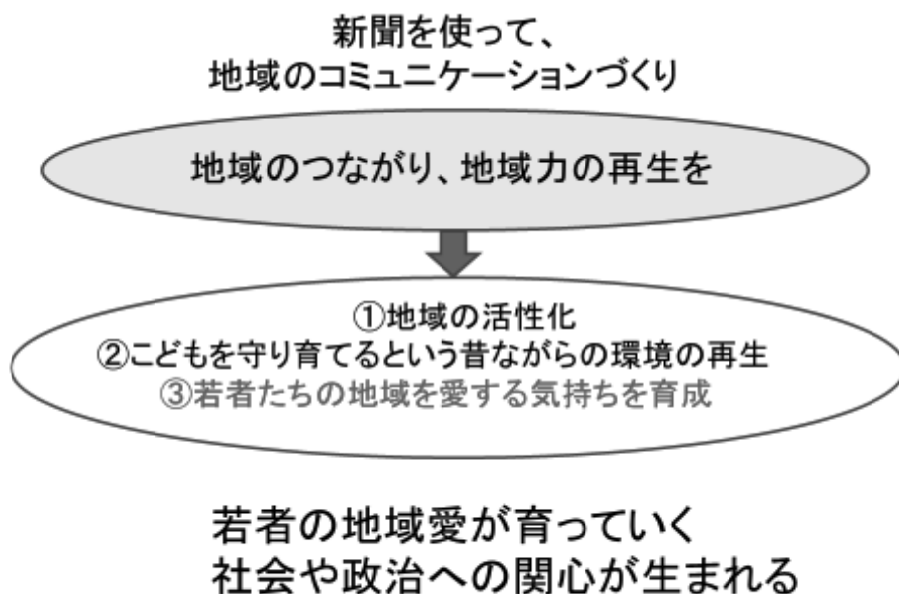 新聞を使って、
地域のコミュニケーションづくり
地域のつながり、地域力の再生を
①地域の活性化
②こどもを守り育てるという昔ながらの環境の再生
③若者たちの地域を愛する気持ちを育成
若者の地域愛が育っていく
社会や政治への関心が生まれる